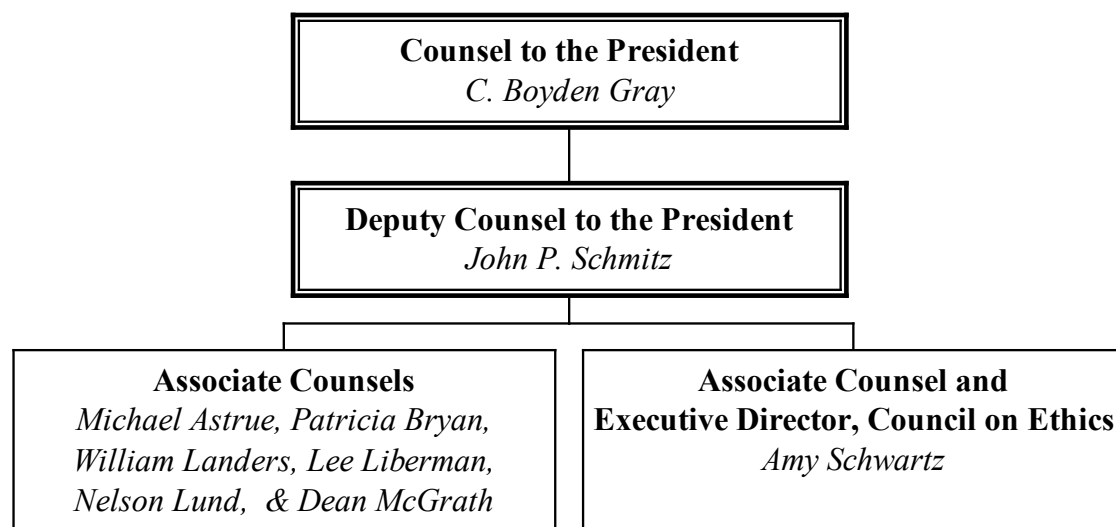 Counsel to the President
C. Boyden Gray
Deputy Counsel to the President
John P. Schmitz
Associate Counsels
Michael Astrue, Patricia Bryan,
William Landers, Lee Liberman,
Nelson Lund,  & Dean McGrath
Associate Counsel and
Executive Director, Council on Ethics
Amy Schwartz